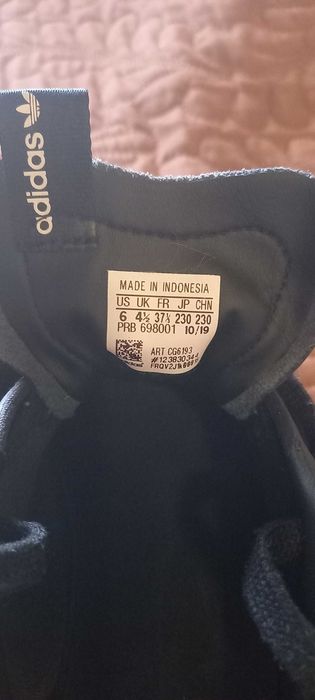 adidas
MADE IN INDONESIA
US UK FR JP CHN
6 4½ 37⅓ 230 230
PRB 698001 10/19
ART CG6193